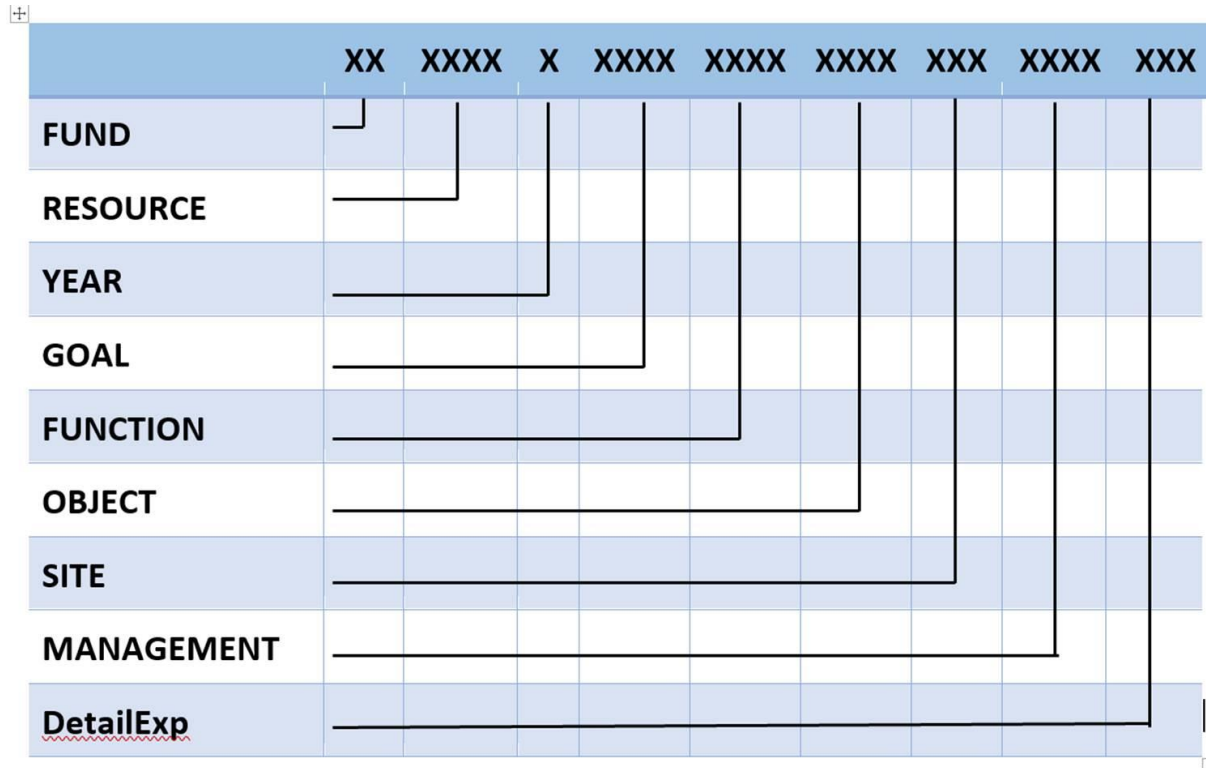 XX XXXX X XXXX XXXX XXXX XXX XXXX XXX
FUND
RESOURCE
YEAR
GOAL
FUNCTION
OBJECT
SITE
MANAGEMENT
DetailExp